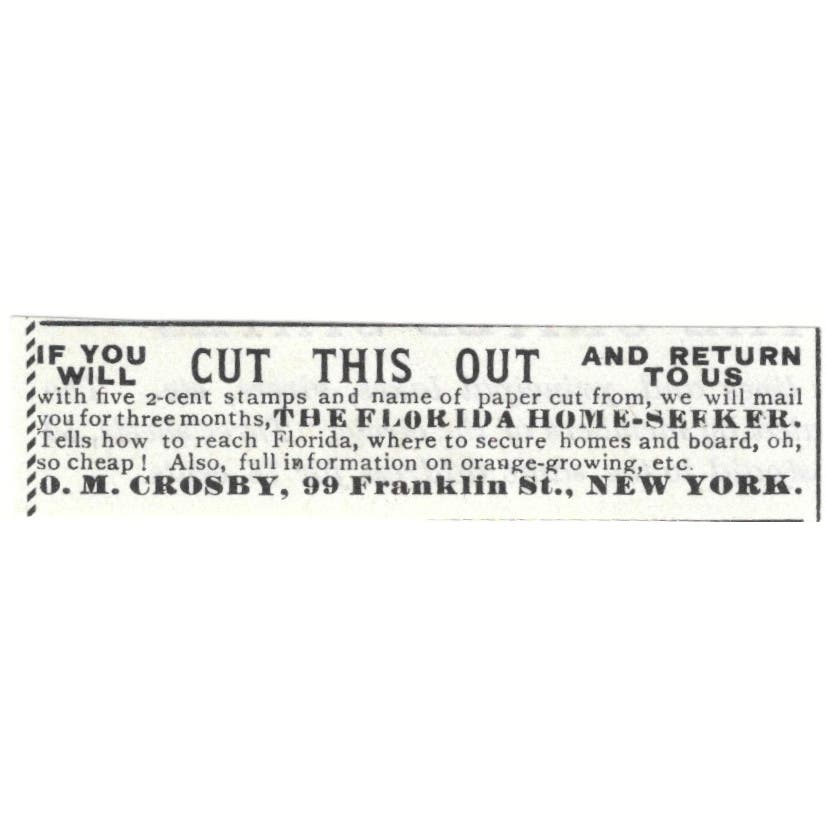 IF YOU WILL CUT THIS OUT AND RETURN TO US
with five 2-cent stamps and name of paper cut from, we will mail
you for three months, THE FLORIDA HOME-SEEKER.
Tells how to reach Florida, where to secure homes and board, oh,
so cheap! Also, full information on orange-growing, etc.
O. M. CROSBY, 99 Franklin St., NEW YORK.